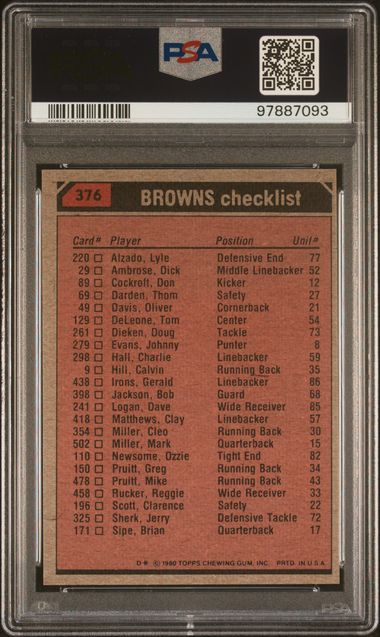 PSA
97887093
376 BROWNS checklist
Card# Player Position Unif#
220 Alzado, Lyle Defensive End 77
29 Ambrose, Dick Middle Linebacker 52
89 Cockroft, Don Kicker 12
69 Darden, Thom Safety 27
49 Davis, Oliver Cornerback 21
129 DeLeone, Tom Center 54
261 Dieken, Doug Tackle 73
279 Evans, Johnny Punter 8
298 Hall, Charlie Linebacker 59
9 Hill, Calvin Running Back 35
438 Irons, Gerald Linebacker 86
398 Jackson, Bob Guard 68
241 Logan, Dave Wide Receiver 85
418 Matthews, Clay Linebacker 57
354 Miller, Cleo Running Back 30
502 Miller, Mark Quarterback 15
110 Newsome, Ozzie Tight End 82
150 Pruitt, Greg Running Back 34
478 Pruitt, Mike Running Back 43
458 Rucker, Reggie Wide Receiver 33
196 Scott, Clarence Safety 22
325 Sherk, Jerry Defensive Tackle 72
171 Sipe, Brian Quarterback 17
D* © 1980 TOPPS CHEWING GUM, INC. PRTD. IN U.S.A.